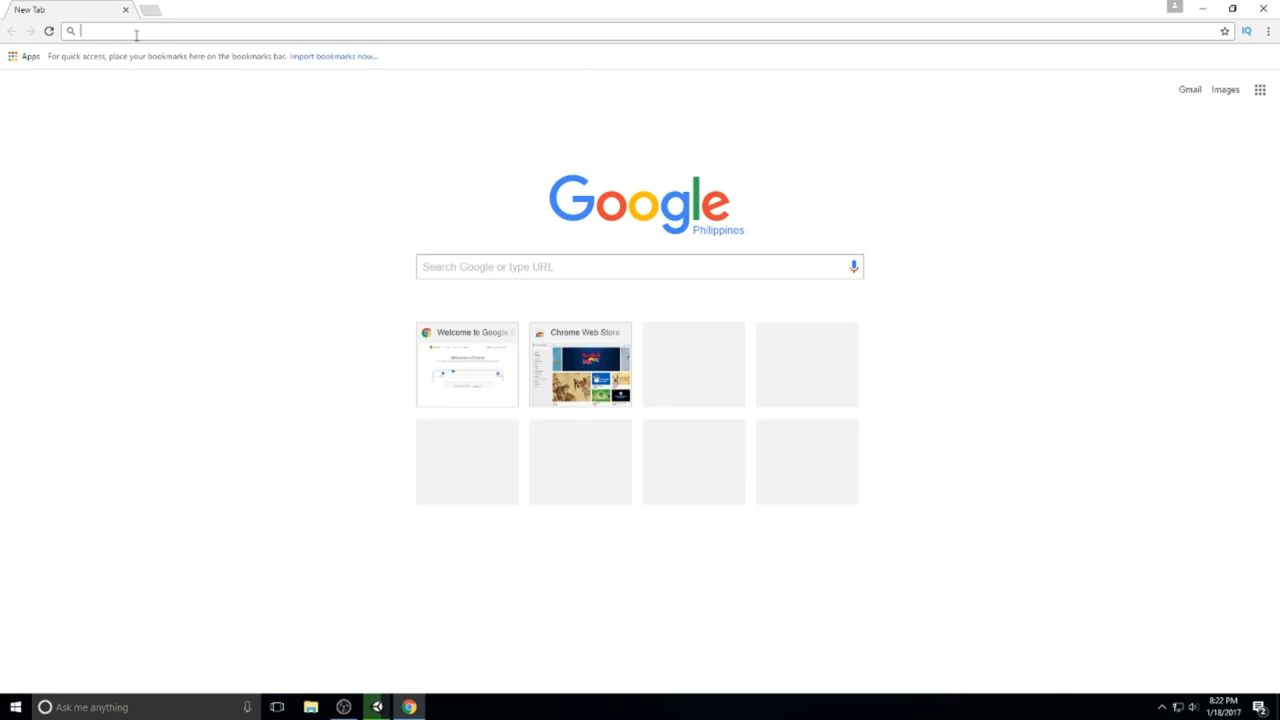 New Tab
Apps For quick access, place your bookmarks here on the bookmarks bar. Import bookmarks now...
IQ
Gmail Images
Google
Philippines
Search Google or type URL
Welcome to Google C
Chrome Web Store
Ask me anything
8:22 PM
1/18/2017
2